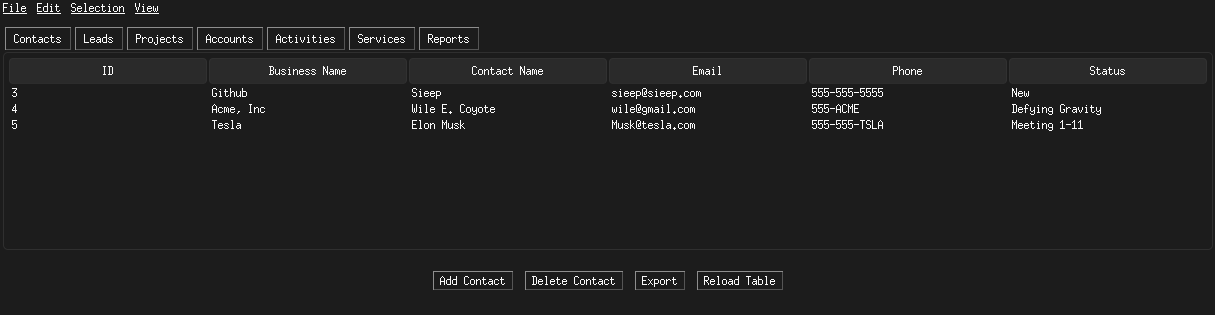 File Edit Selection View
Contacts Leads Projects Accounts Activities Services Reports
ID Business Name Contact Name Email Phone Status
3 Github Sieep sieep@sieep.com 555-555-5555 New
4 Acme, Inc Wile E. Coyote wile@gmail.com 555-ACME Defying Gravity
5 Tesla Elon Musk Musk@tesla.com 555-555-TSLA Meeting 1-11
Add Contact Delete Contact Export Reload Table